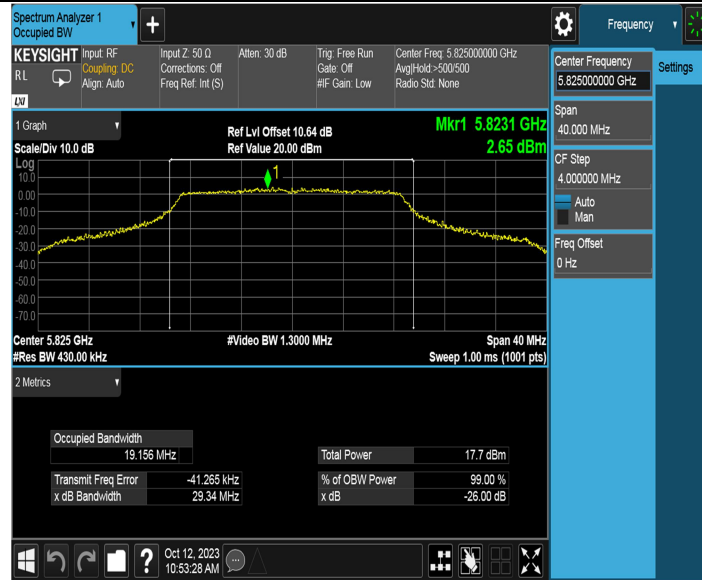 Spectrum Analyzer 1
Occupied BW
+
Frequency
KEYSIGHT
RL
LXI
Input: RF
Coupling: DC
Align: Auto
Input Z: 50 Ω
Corrections: Off
Freq Ref: Int (S)
Atten: 30 dB
Trig: Free Run
Gate: Off
#IF Gain: Low
Center Freq: 5.825000000 GHz
Avg|Hold:>500/500
Radio Std: None
Center Frequency
5.825000000 GHz
Settings
Span
40.000 MHz
CF Step
4.000000 MHz
Auto
Man
Freq Offset
0 Hz
1 Graph
Scale/Div 10.0 dB
Ref Lvl Offset 10.64 dB
Ref Value 20.00 dBm
Mkr1 5.8231 GHz
2.65 dBm
Log
10.0
0.00
-10.0
-20.0
-30.0
-40.0
-50.0
-60.0
-70.0
1
Center 5.825 GHz
#Res BW 430.00 kHz
#Video BW 1.3000 MHz
Span 40 MHz
Sweep 1.00 ms (1001 pts)
2 Metrics
Occupied Bandwidth
19.156 MHz
Transmit Freq Error -41.265 kHz
x dB Bandwidth 29.34 MHz
Total Power 17.7 dBm
% of OBW Power 99.00 %
x dB -26.00 dB
?
Oct 12, 2023
10:53:28 AM